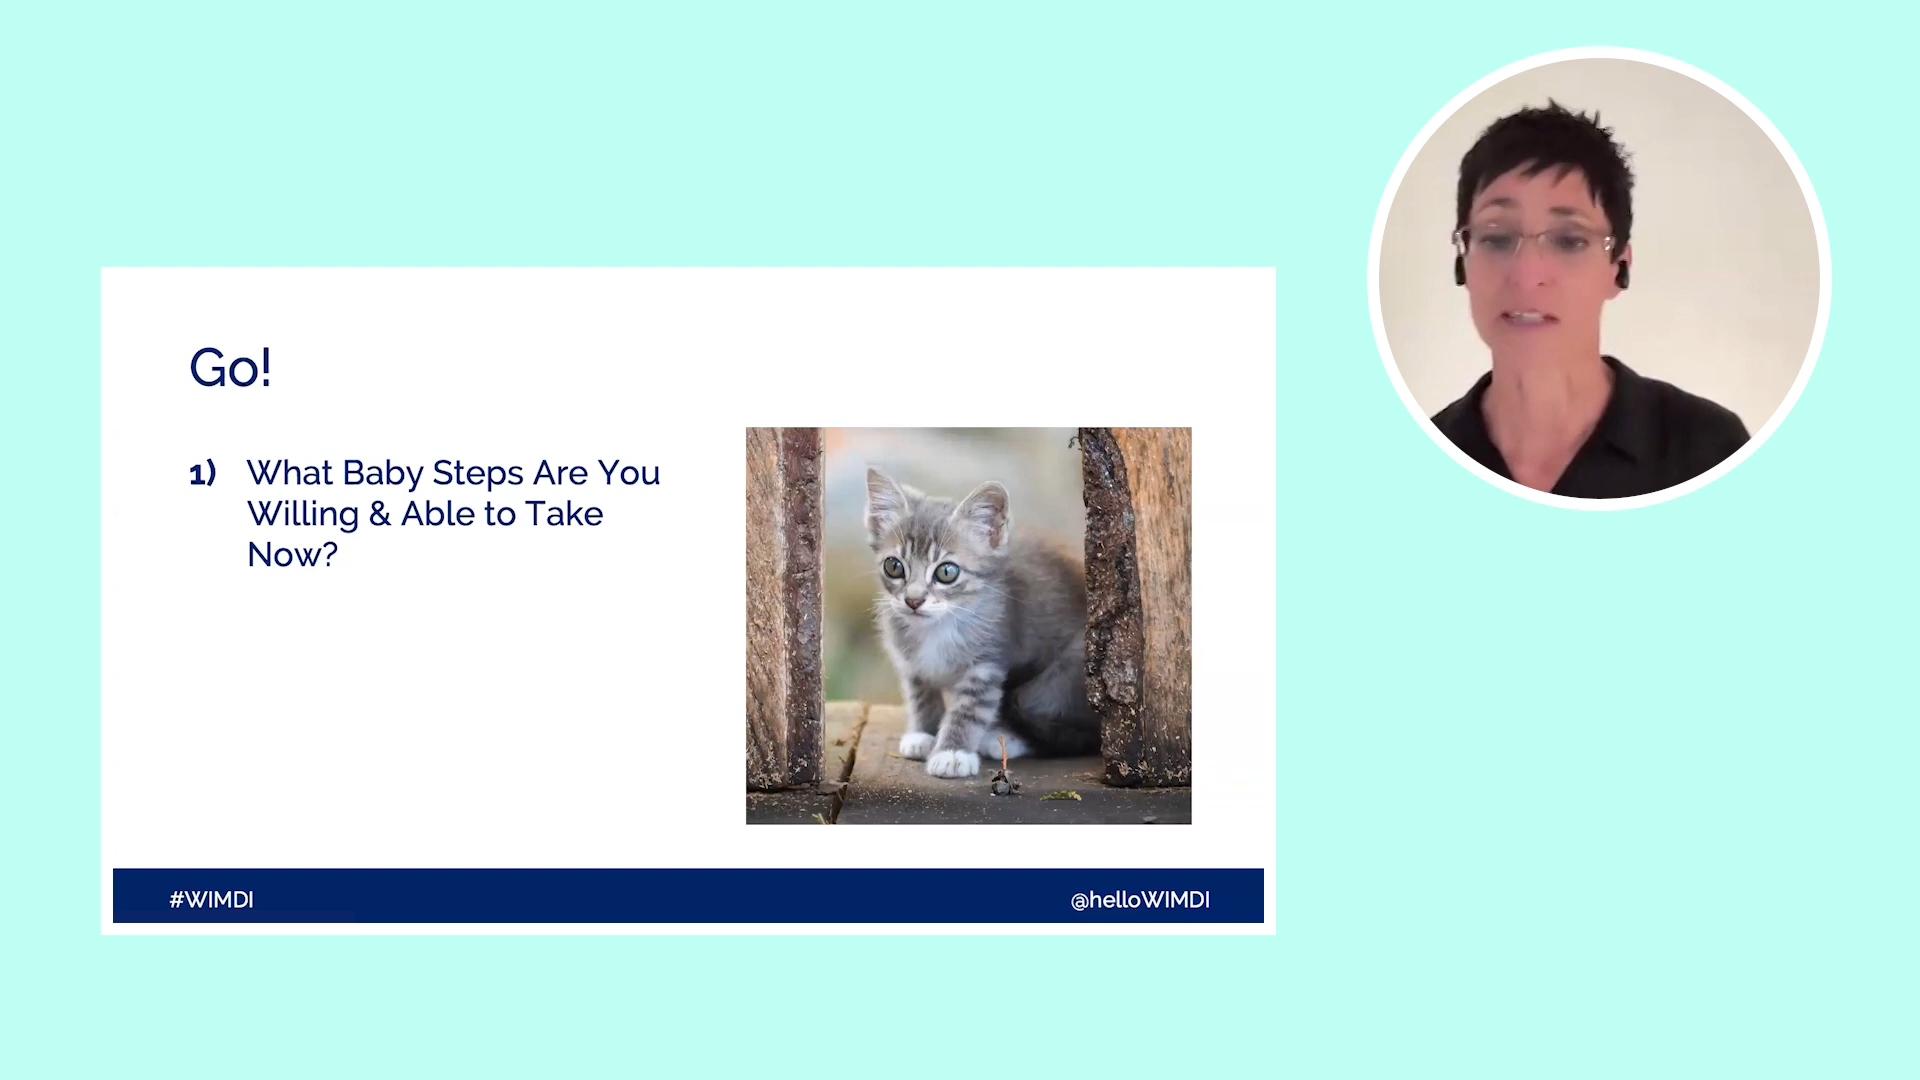 Go!
1) What Baby Steps Are You
Willing & Able to Take
Now?
#WIMDI
@helloWIMDI